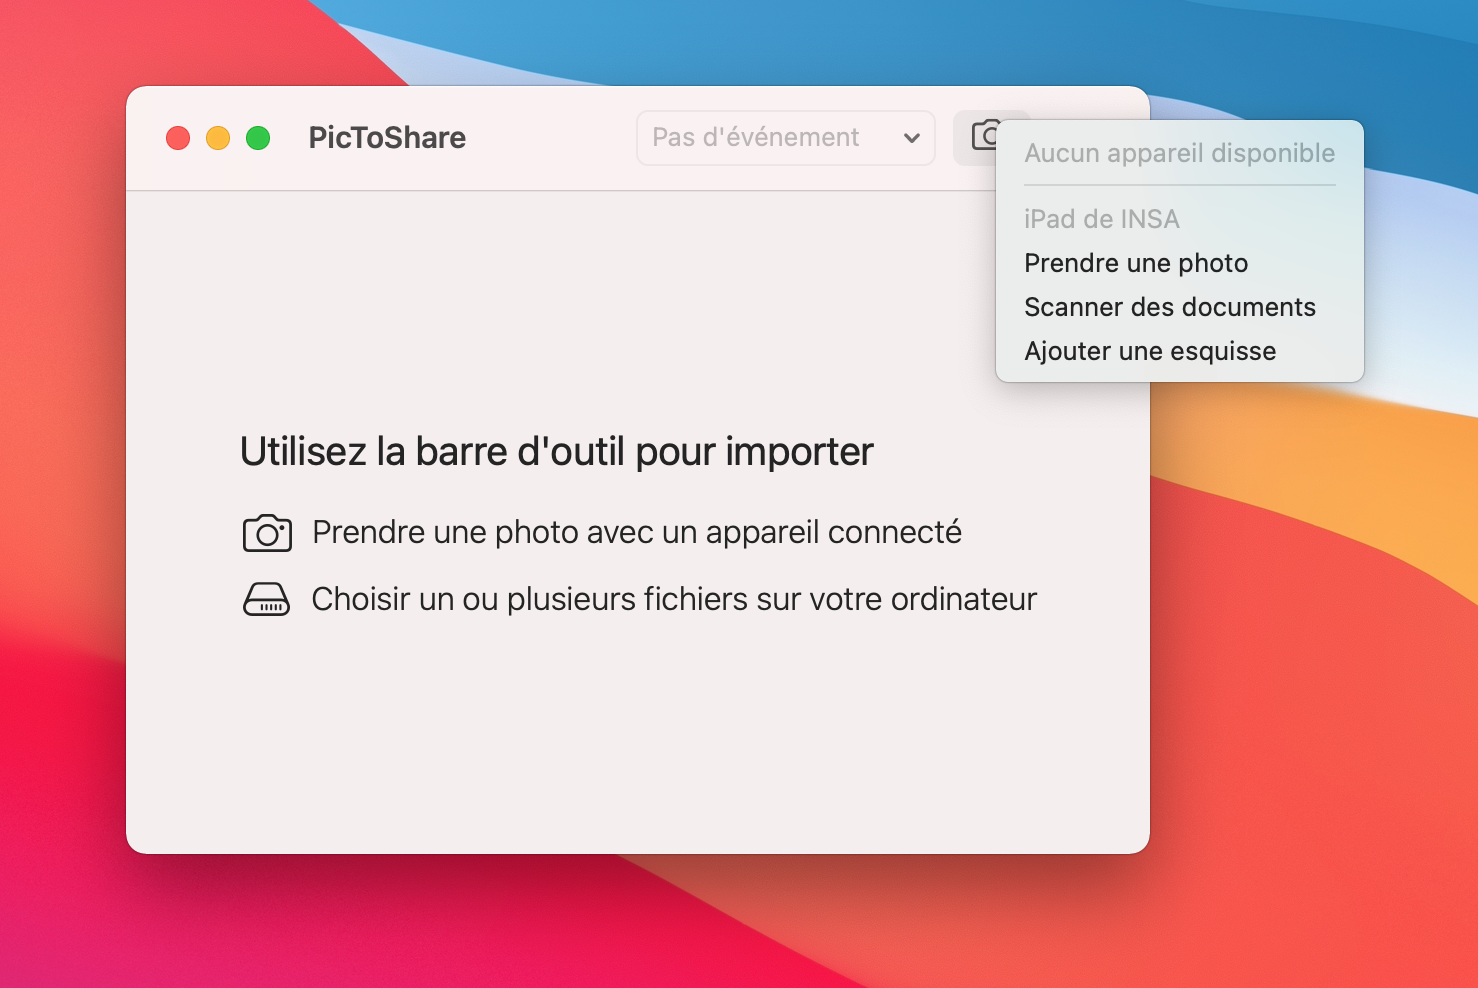 PicToShare
Pas d'événement
Aucun appareil disponible
iPad de INSA
Prendre une photo
Scanner des documents
Ajouter une esquisse
Utilisez la barre d'outil pour importer
Prendre une photo avec un appareil connecté
Choisir un ou plusieurs fichiers sur votre ordinateur